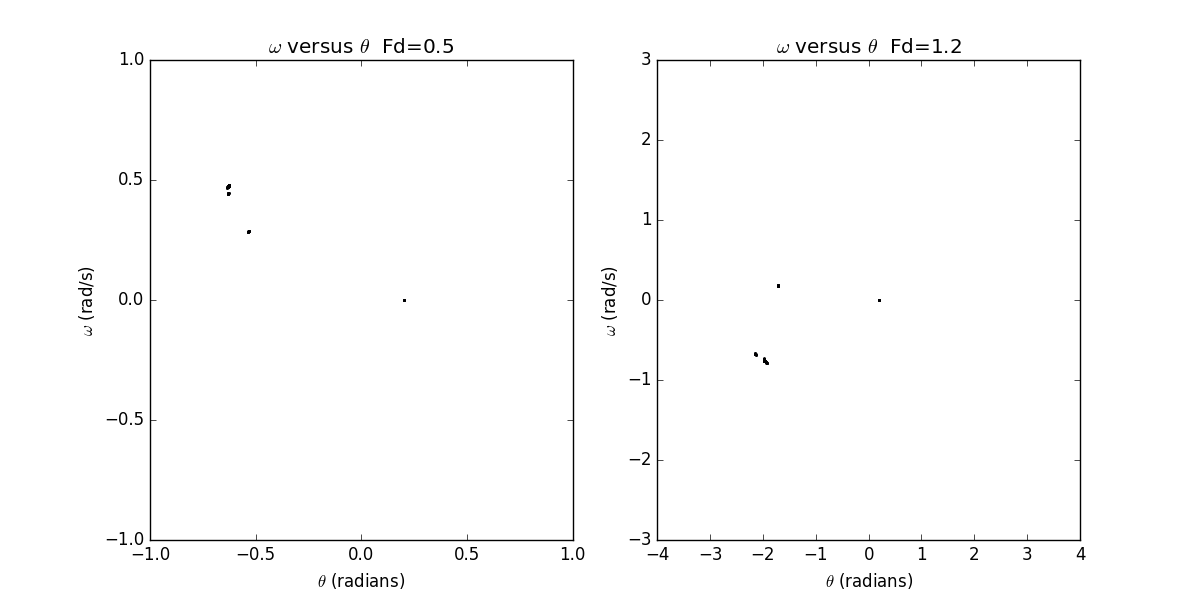 ω versus θ  Fd=0.5
1.0
0.5
0.0
−0.5
−1.0
ω (rad/s)
−1.0 −0.5 0.0 0.5 1.0
θ (radians)
ω versus θ  Fd=1.2
3
2
1
0
−1
−2
−3
ω (rad/s)
−4 −3 −2 −1 0 1 2 3 4
θ (radians)